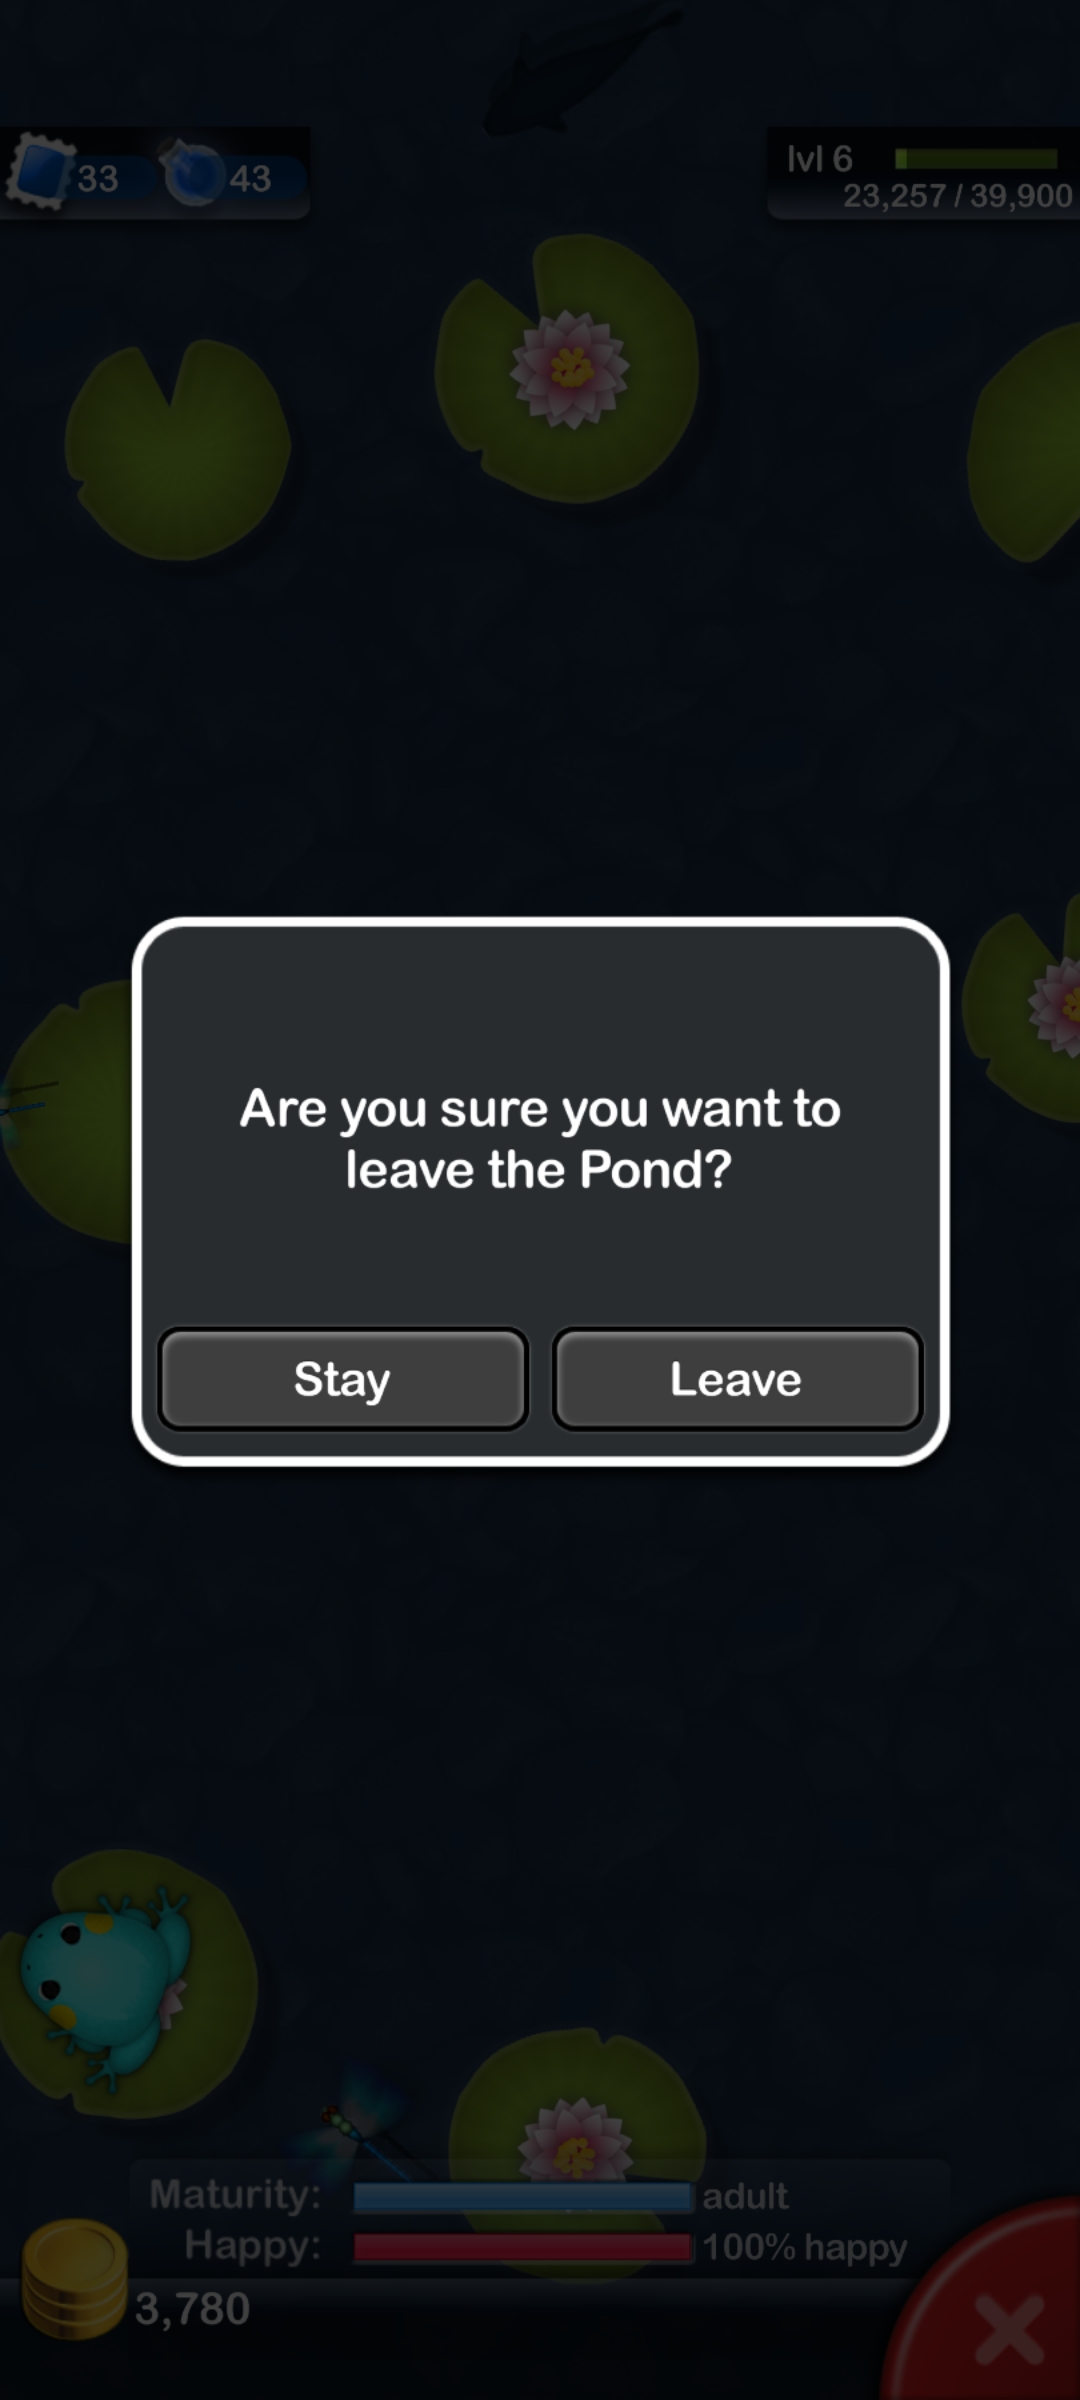 33
43
lvl 6
23,257 / 39,900
Are you sure you want to
leave the Pond?
Stay
Leave
Maturity:
adult
Happy:
100% happy
3,780